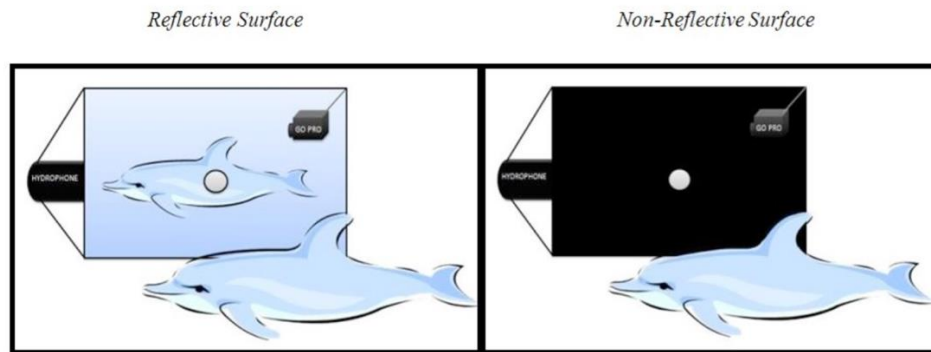 Reflective Surface
Non-Reflective Surface
GO PRO
HYDROPHONE
GO PRO
HYDROPHONE